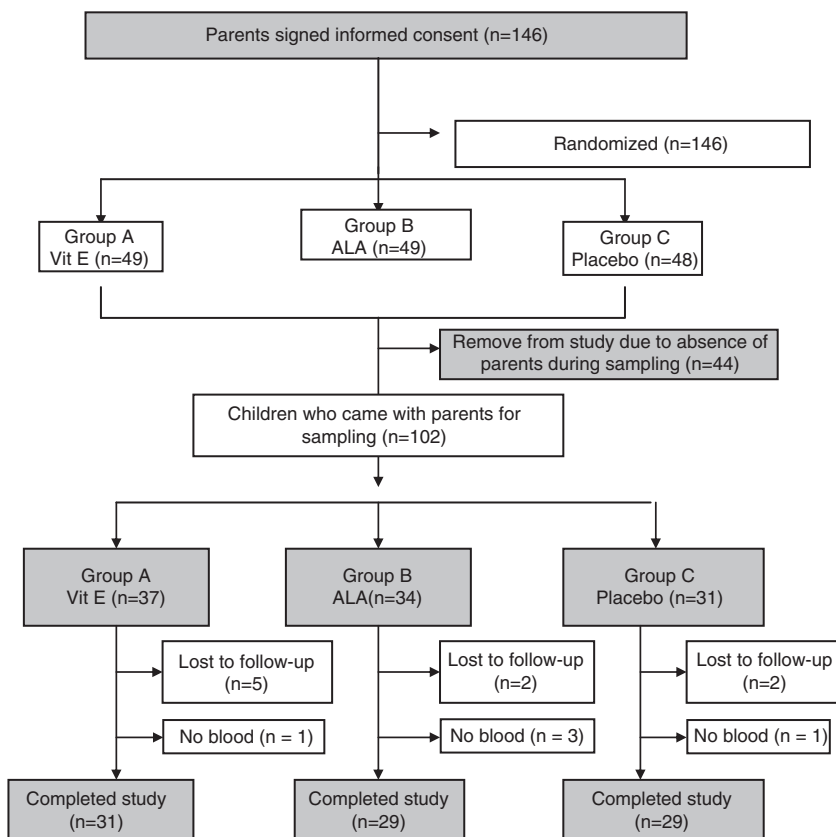 Parents signed informed consent (n=146)
Randomized (n=146)
Group A
Vit E (n=49)
Group B
ALA (n=49)
Group C
Placebo (n=48)
Remove from study due to absence of
parents during sampling (n=44)
Children who came with parents for
sampling (n=102)
Group A
Vit E (n=37)
Group B
ALA(n=34)
Group C
Placebo (n=31)
Lost to follow-up
(n=5)
Lost to follow-up
(n=2)
Lost to follow-up
(n=2)
No blood (n = 1)
No blood (n = 3)
No blood (n = 1)
Completed study
(n=31)
Completed study
(n=29)
Completed study
(n=29)